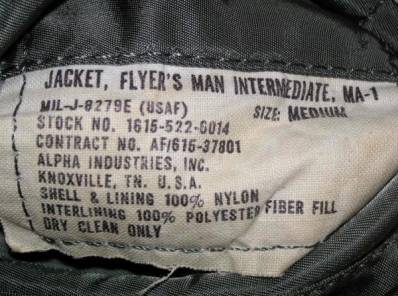 JACKET, FLYER'S MAN INTERMEDIATE, MA-1
MIL-J-8279E (USAF) SIZE: MEDIUM
STOCK NO. 1615-522-6014
CONTRACT NO. AF/615-37801
ALPHA INDUSTRIES, INC.
KNOXVILLE, TN. U.S.A.
SHELL & LINING 100% NYLON
INTERLINING 100% POLYESTER FIBER FILL
DRY CLEAN ONLY